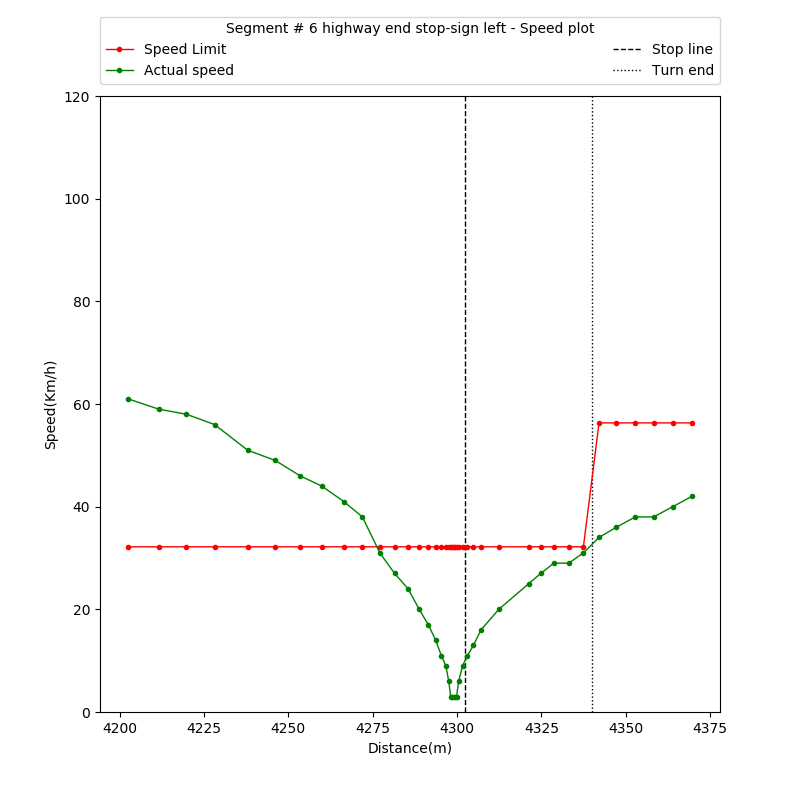 Segment # 6 highway end stop-sign left - Speed plot
Speed Limit
Actual speed
Stop line
Turn end
120
100
80
60
40
20
0
Speed(Km/h)
4200 4225 4250 4275 4300 4325 4350 4375
Distance(m)